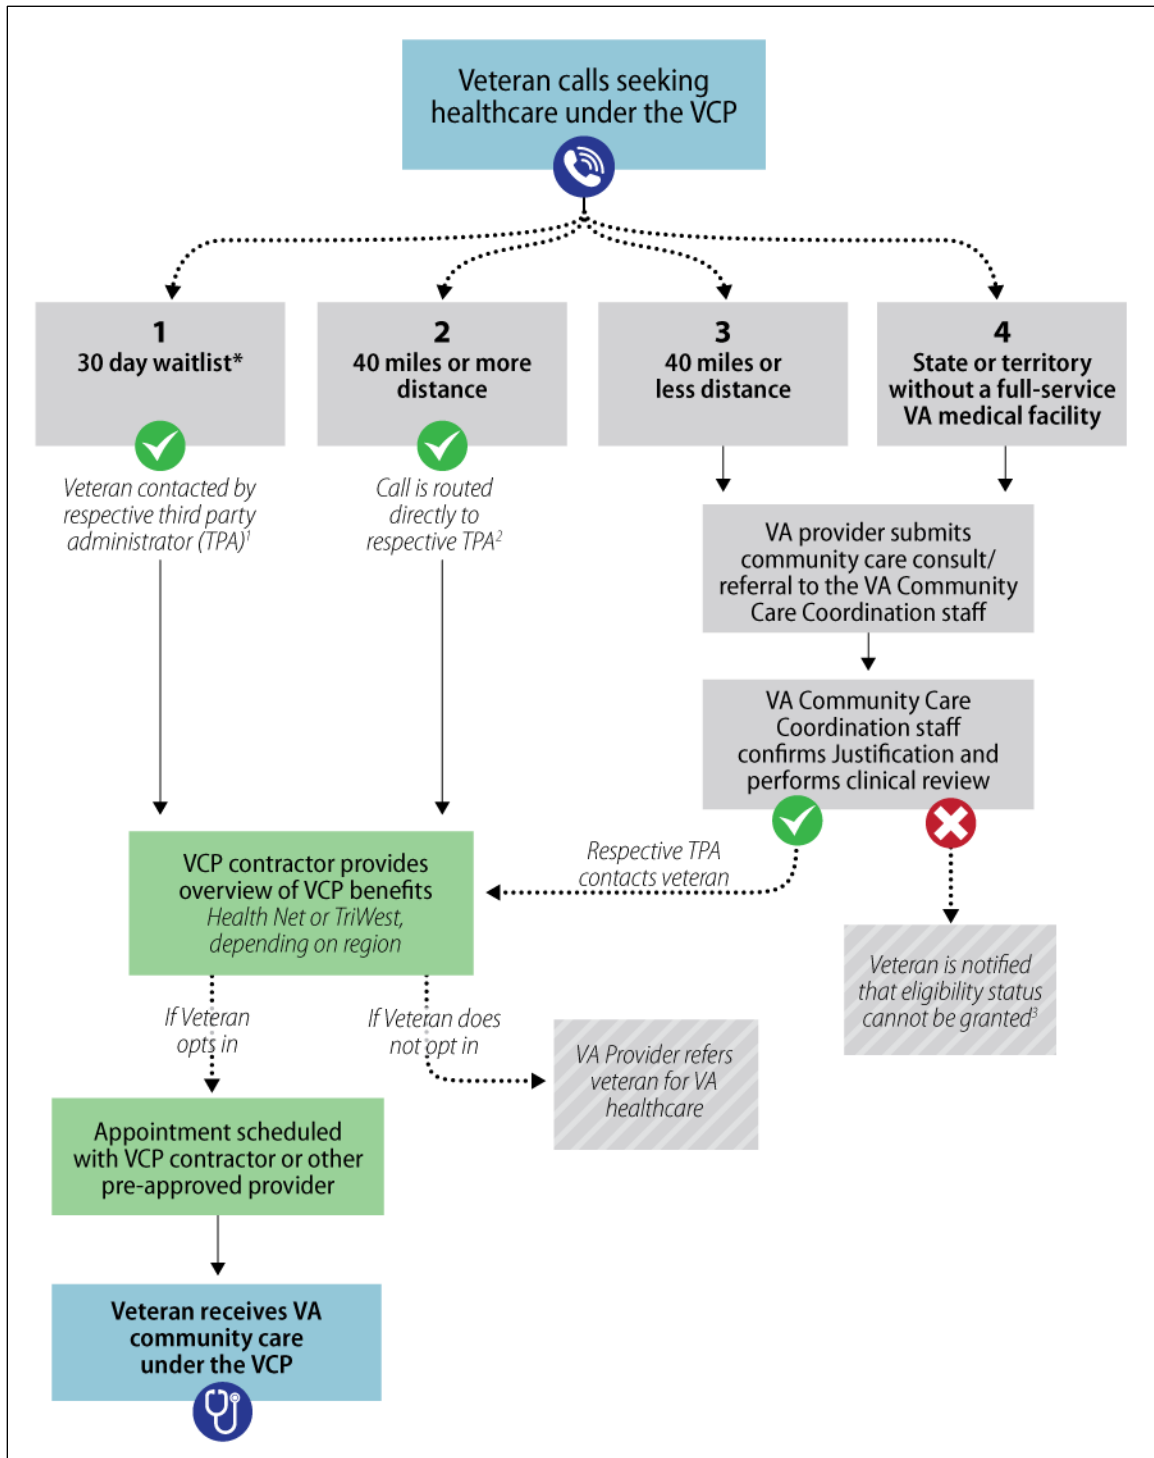 Veteran calls seeking
healthcare under the VCP
1
30 day waitlist*
2
40 miles or more
distance
3
40 miles or
less distance
4
State or territory
without a full-service
VA medical facility
Veteran contacted by
respective third party
administrator (TPA)1
Call is routed
directly to
respective TPA2
VA provider submits
community care consult/
referral to the VA Community
Care Coordination staff
VA Community Care
Coordination staff
confirms Justification and
performs clinical review
VCP contractor provides
overview of VCP benefits
Health Net or TriWest,
depending on region
Respective TPA
contacts veteran
Veteran is notified
that eligibility status
cannot be granted3
If Veteran
opts in
If Veteran does
not opt in
VA Provider refers
veteran for VA
healthcare
Appointment scheduled
with VCP contractor or other
pre-approved provider
Veteran receives VA
community care
under the VCP